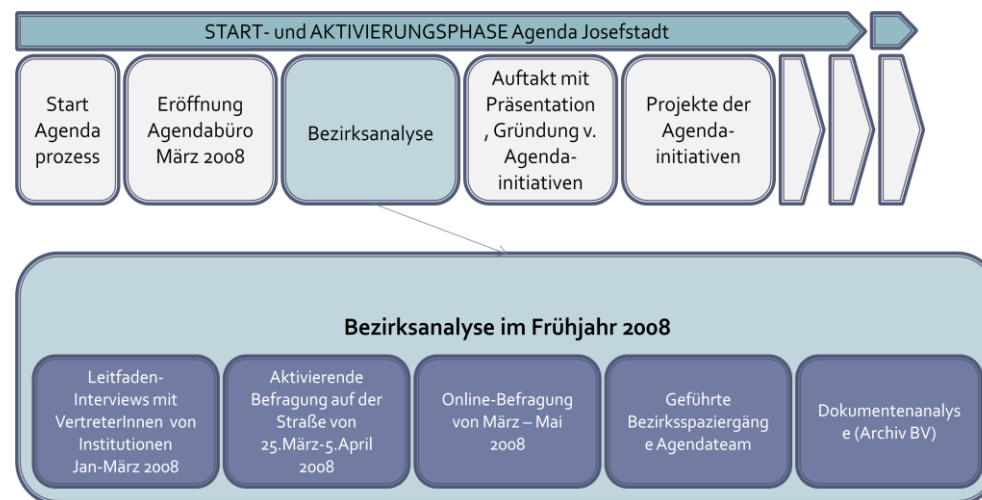 START- und AKTIVIERUNGSPHASE Agenda Josefstadt
Start
Agenda
prozess
Eröffnung
Agendabüro
März 2008
Bezirksanalyse
Auftakt mit
Präsentation
, Gründung v.
Agenda-
initiativen
Projekte der
Agenda-
initiativen
Bezirksanalyse im Frühjahr 2008
Leitfaden-
Interviews mit
VertreterInnen von
Institutionen
Jan-März 2008
Aktivierende
Befragung auf der
Straße von
25.März-5.April
2008
Online-Befragung
von März – Mai
2008
Geführte
Bezirksspaziergäng
e Agendateam
Dokumentenanalys
e (Archiv BV)